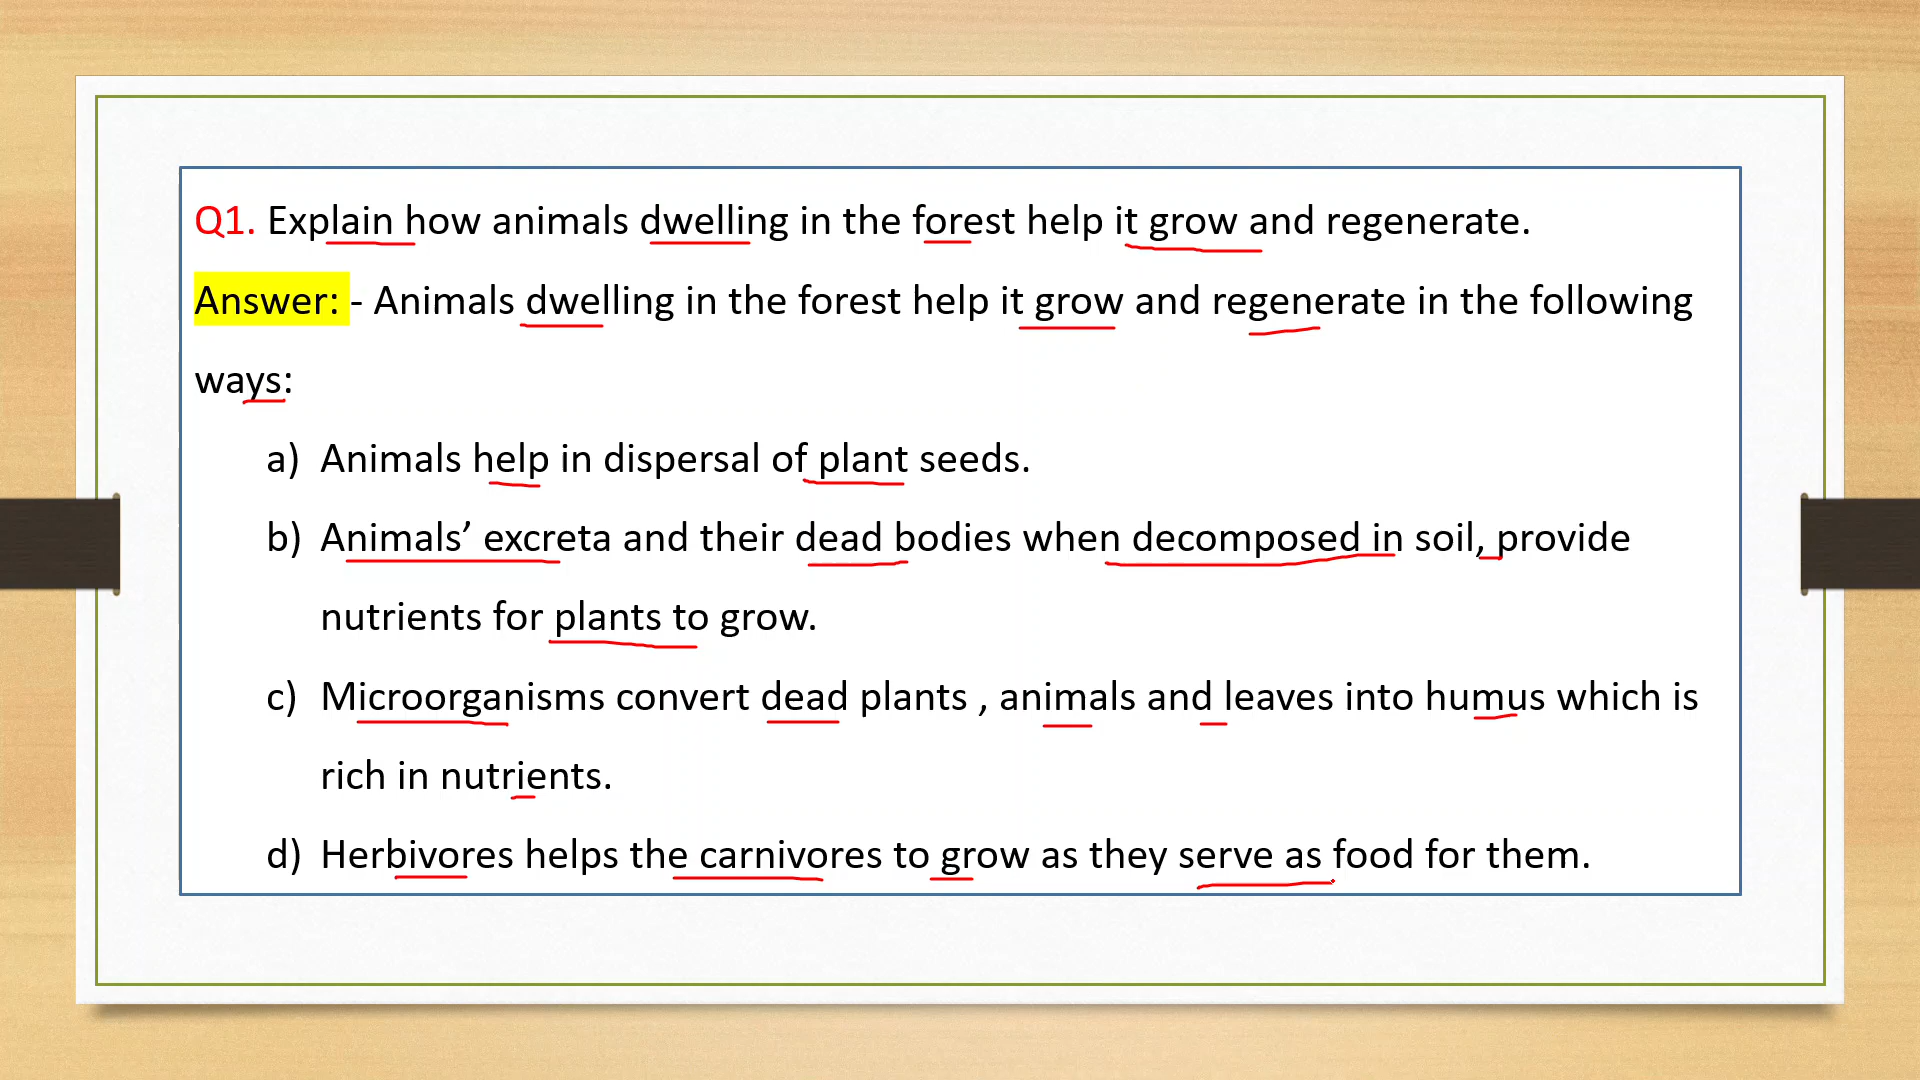 Q1. Explain how animals dwelling in the forest help it grow and regenerate.
Answer: - Animals dwelling in the forest help it grow and regenerate in the following
ways:
a) Animals help in dispersal of plant seeds.
b) Animals’ excreta and their dead bodies when decomposed in soil, provide
nutrients for plants to grow.
c) Microorganisms convert dead plants , animals and leaves into humus which is
rich in nutrients.
d) Herbivores helps the carnivores to grow as they serve as food for them.